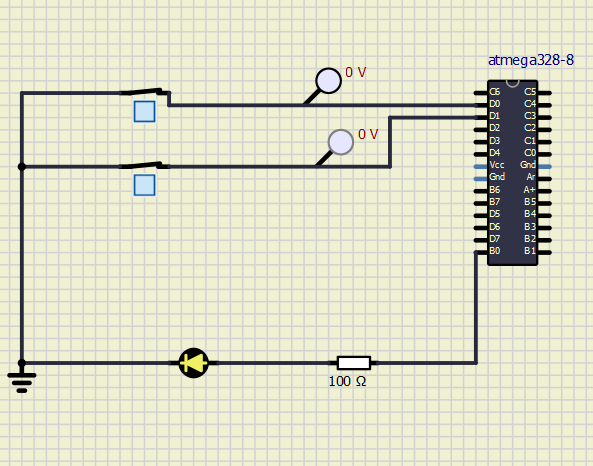 atmega328-8
0 V
C6 C5
D0 C4
D1 C3
0 V
D2 C2
D3 C1
D4 C0
Vcc Gnd
Gnd Ar
B6 A+
B7 B5
D5 B4
D6 B3
D7 B2
B0 B1
100 Ω